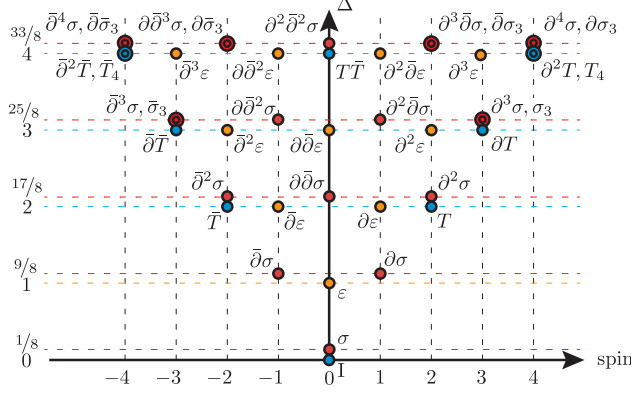 Δ
33/8 ∂̄⁴σ, ∂̄σ̄₃ ∂∂̄³σ, ∂σ̄₃ ∂²∂̄²σ ∂³∂̄σ, ∂̄σ₃ ∂⁴σ, ∂σ₃
4 ∂̄²T̄, T̄₄ ∂̄³ε ∂∂̄²ε TT̄ ∂²∂̄ε ∂³ε ∂²T, T₄
25/8 ∂̄³σ, σ̄₃ ∂∂̄²σ ∂²∂̄σ ∂³σ, σ₃
3 ∂̄T̄ ∂̄²ε ∂∂̄ε ∂²ε ∂T
17/8 ∂̄²σ ∂∂̄σ ∂²σ
2 T̄ ∂̄ε ∂ε T
9/8 ∂̄σ ∂σ
1 ε
1/8 σ
0 I spin
−4 −3 −2 −1 0 1 2 3 4